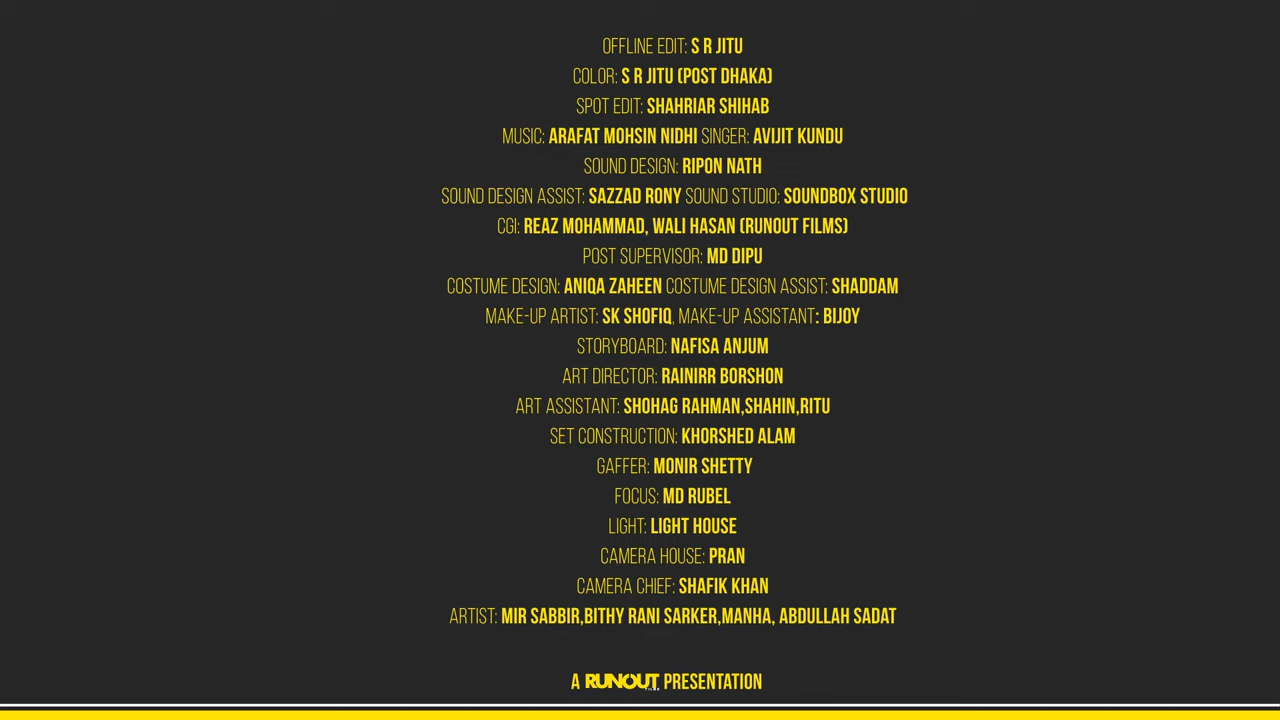 OFFLINE EDIT: S R JITU
COLOR: S R JITU (POST DHAKA)
SPOT EDIT: SHAHRIAR SHIHAB
MUSIC: ARAFAT MOHSIN NIDHI SINGER: AVIJIT KUNDU
SOUND DESIGN: RIPON NATH
SOUND DESIGN ASSIST: SAZZAD RONY SOUND STUDIO: SOUNDBOX STUDIO
CGI: REAZ MOHAMMAD, WALI HASAN (RUNOUT FILMS)
POST SUPERVISOR: MD DIPU
COSTUME DESIGN: ANIQA ZAHEEN COSTUME DESIGN ASSIST: SHADDAM
MAKE-UP ARTIST: SK SHOFIQ, MAKE-UP ASSISTANT: BIJOY
STORYBOARD: NAFISA ANJUM
ART DIRECTOR: RAINIRR BORSHON
ART ASSISTANT: SHOHAG RAHMAN,SHAHIN,RITU
SET CONSTRUCTION: KHORSHED ALAM
GAFFER: MONIR SHETTY
FOCUS: MD RUBEL
LIGHT: LIGHT HOUSE
CAMERA HOUSE: PRAN
CAMERA CHIEF: SHAFIK KHAN
ARTIST: MIR SABBIR,BITHY RANI SARKER,MANHA, ABDULLAH SADAT
A RUNOUT PRESENTATION